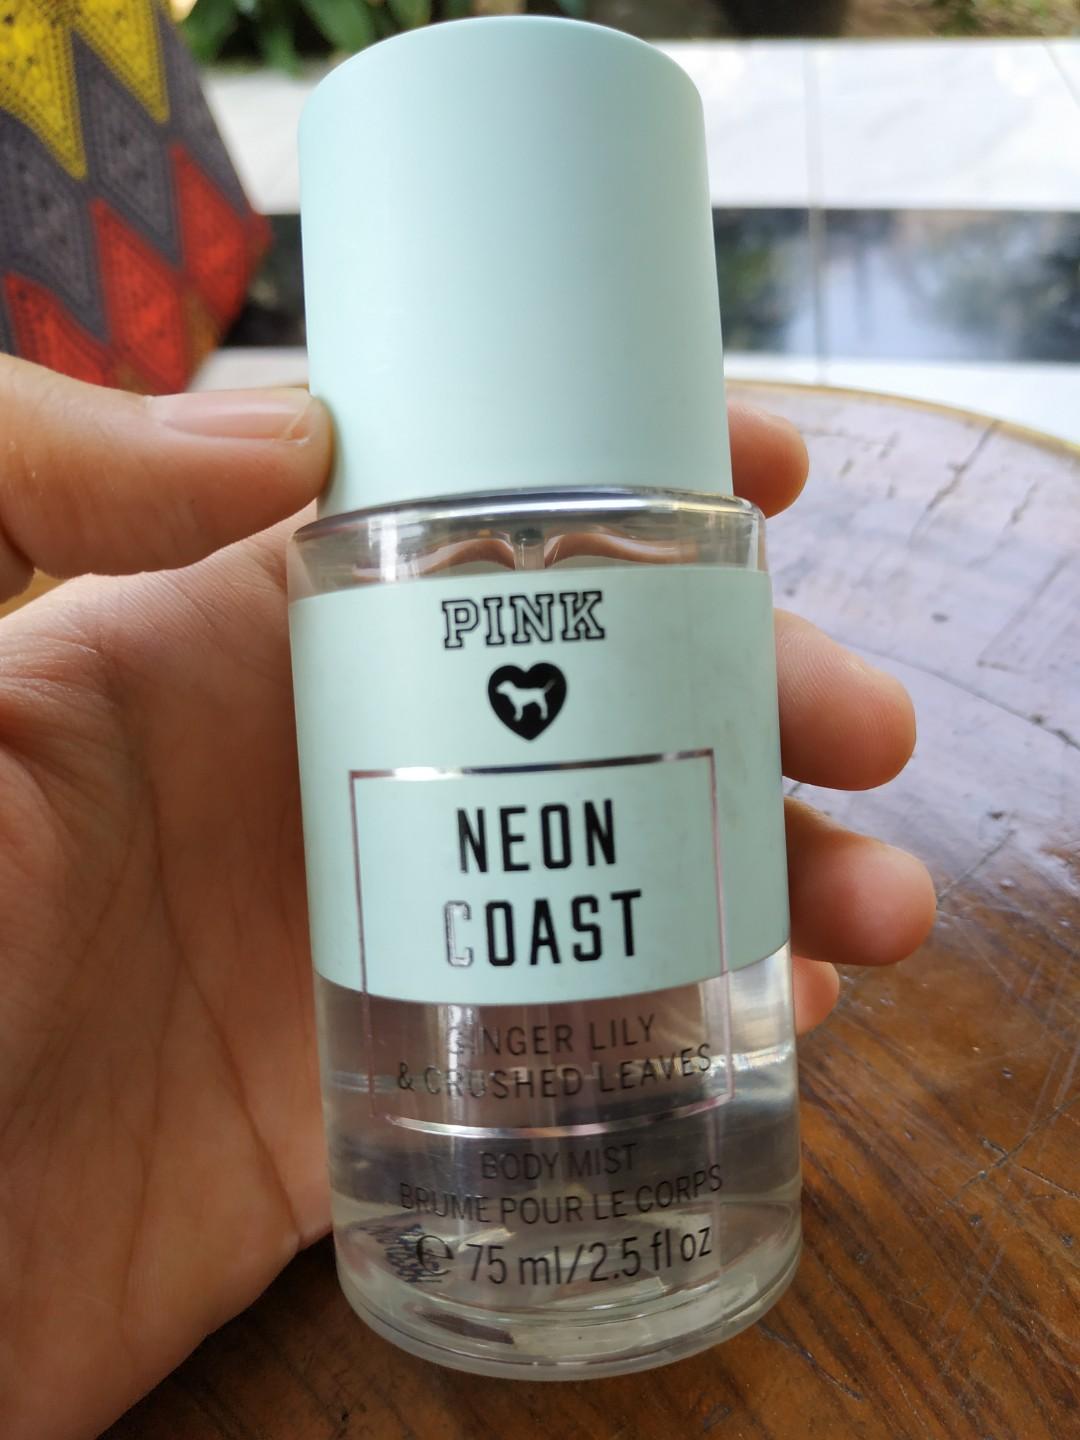 PINK
NEON
COAST
GINGER LILY
& CRUSHED LEAVES
BODY MIST
BRUME POUR LE CORPS
℮ 75 ml/2.5 fl oz